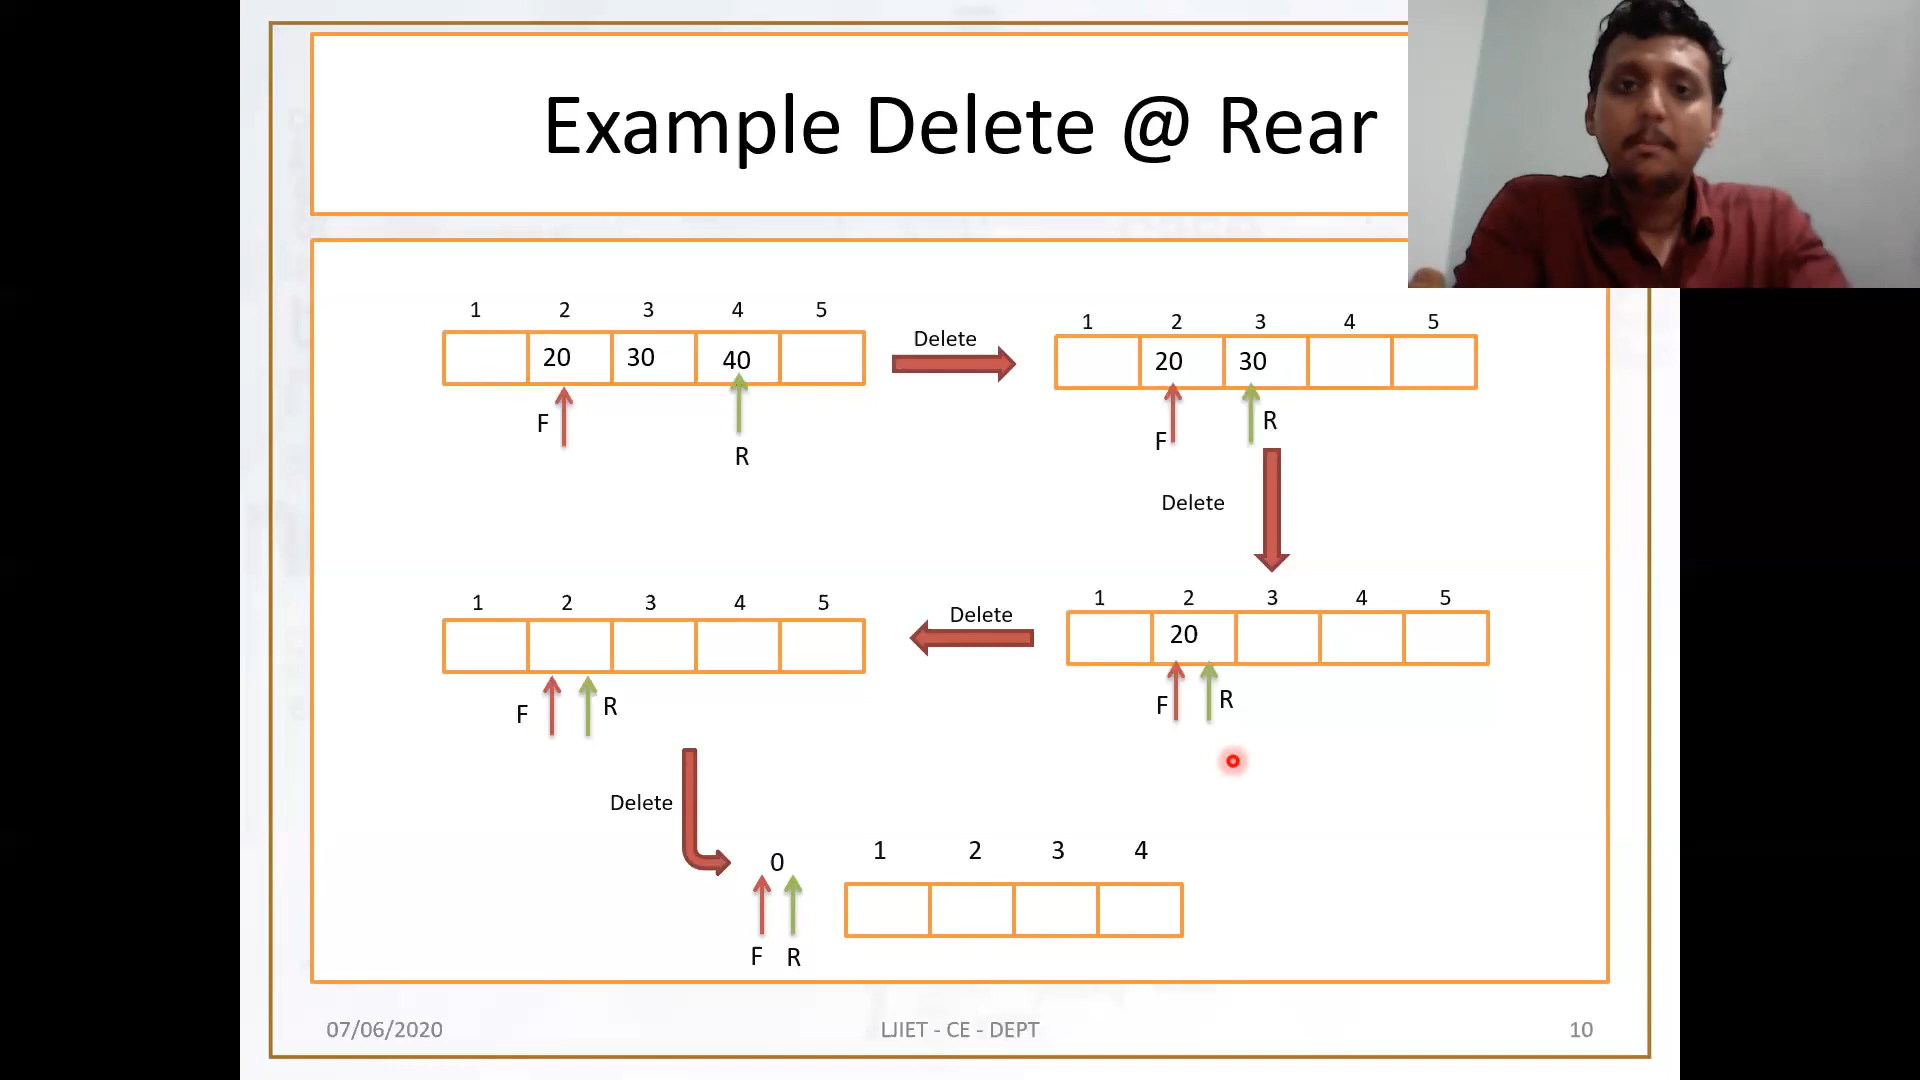 Example Delete @ Rear
1 2 3 4 5
20 30 40
F
R
Delete
1 2 3 4 5
20 30
F R
Delete
1 2 3 4 5
20
F R
Delete
1 2 3 4 5
F R
Delete
0 1 2 3 4
F R
07/06/2020 LJIET - CE - DEPT 10